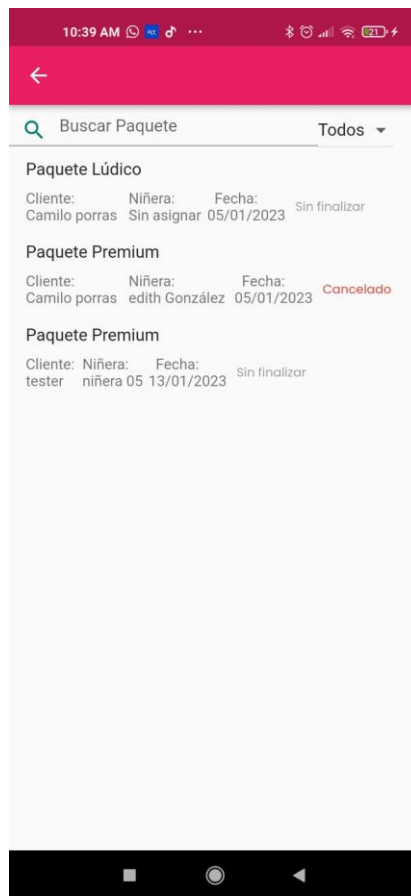 10:39 AM ... 21
Buscar Paquete Todos
Paquete Lúdico
Cliente: Niñera: Fecha:
Camilo porras Sin asignar 05/01/2023 Sin finalizar
Paquete Premium
Cliente: Niñera: Fecha:
Camilo porras edith González 05/01/2023 Cancelado
Paquete Premium
Cliente: Niñera: Fecha:
tester niñera 05 13/01/2023 Sin finalizar